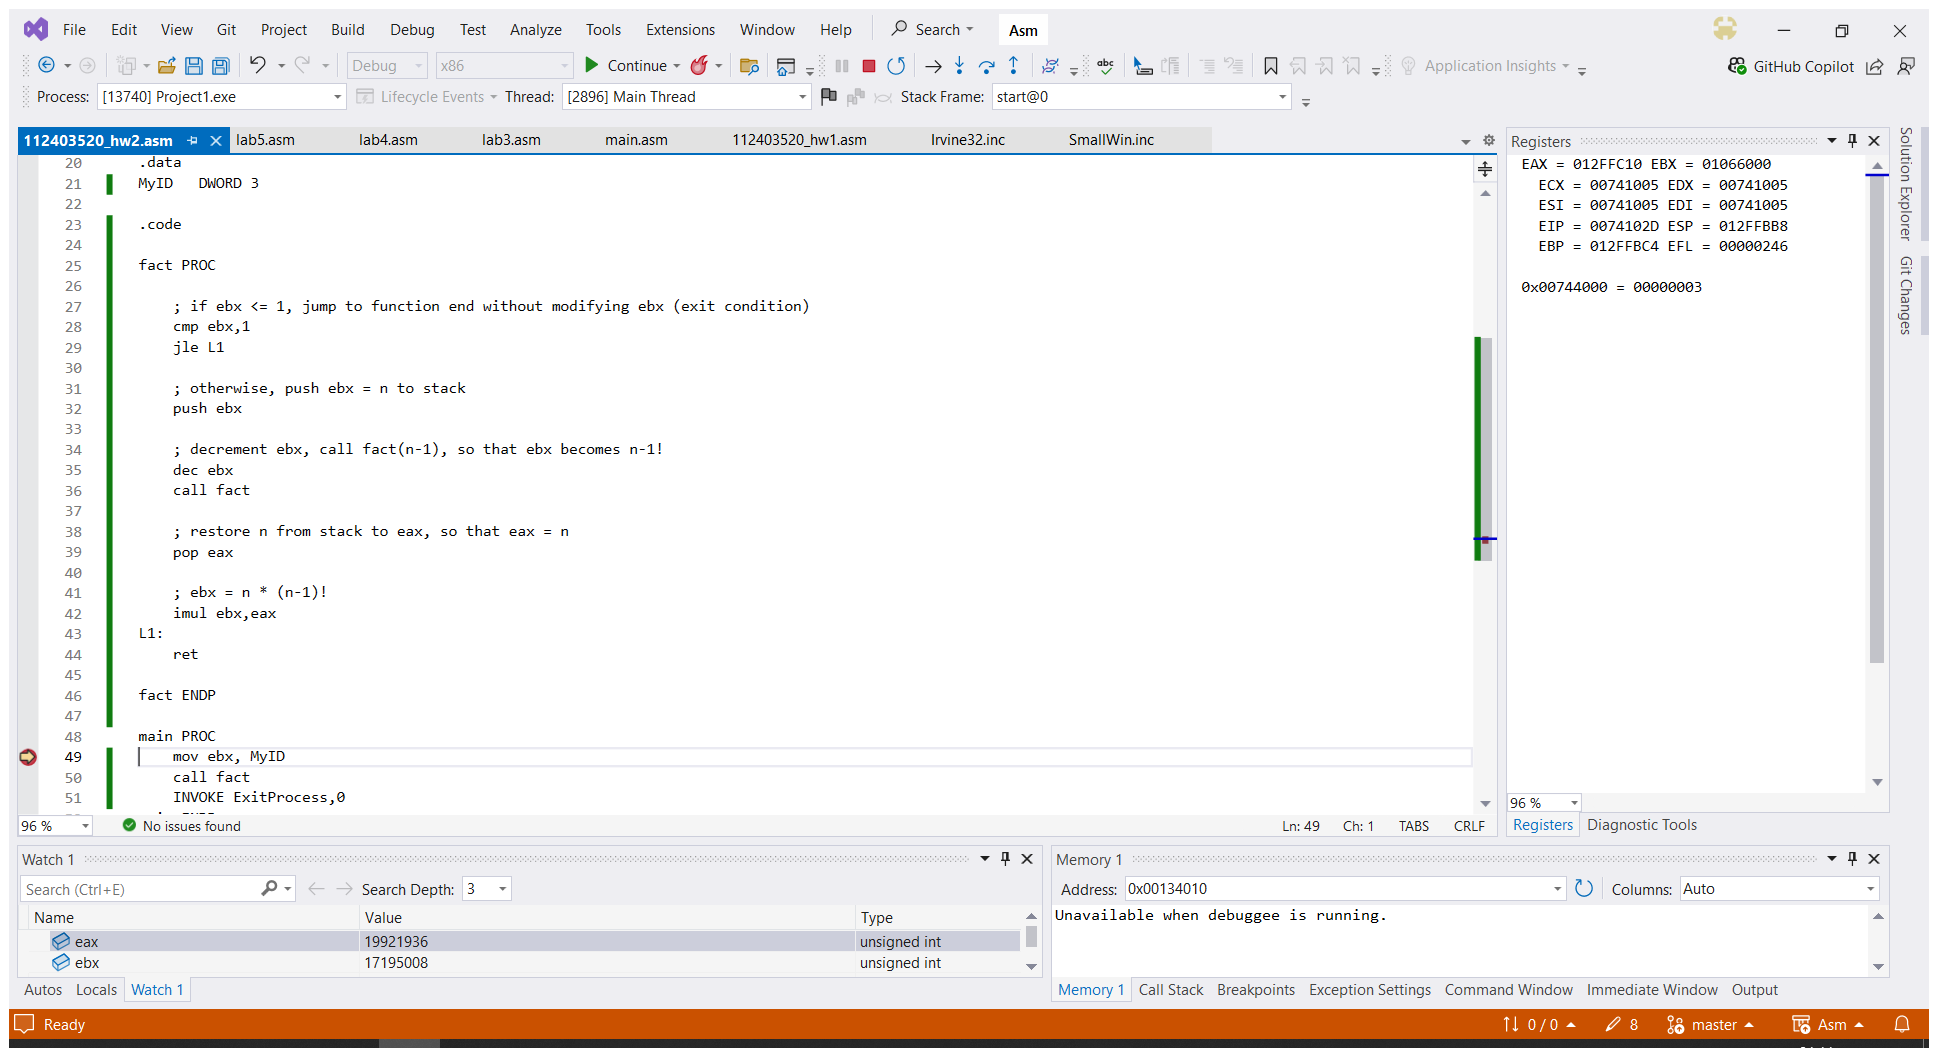 File Edit View Git Project Build Debug Test Analyze Tools Extensions Window Help Search Asm
Debug x86 Continue Application Insights GitHub Copilot
Process: [13740] Project1.exe Lifecycle Events Thread: [2896] Main Thread Stack Frame: start@0
112403520_hw2.asm lab5.asm lab4.asm lab3.asm main.asm 112403520_hw1.asm Irvine32.inc SmallWin.inc
20 .data
21 MyID DWORD 3
22
23 .code
24
25 fact PROC
26
27 ; if ebx <= 1, jump to function end without modifying ebx (exit condition)
28 cmp ebx,1
29 jle L1
30
31 ; otherwise, push ebx = n to stack
32 push ebx
33
34 ; decrement ebx, call fact(n-1), so that ebx becomes n-1!
35 dec ebx
36 call fact
37
38 ; restore n from stack to eax, so that eax = n
39 pop eax
40
41 ; ebx = n * (n-1)!
42 imul ebx,eax
43 L1:
44 ret
45
46 fact ENDP
47
48 main PROC
49 mov ebx, MyID
50 call fact
51 INVOKE ExitProcess,0
96 % No issues found Ln: 49 Ch: 1 TABS CRLF
Registers
EAX = 012FFC10 EBX = 01066000
ECX = 00741005 EDX = 00741005
ESI = 00741005 EDI = 00741005
EIP = 0074102D ESP = 012FFBB8
EBP = 012FFBC4 EFL = 00000246
0x00744000 = 00000003
96 %
Registers Diagnostic Tools
Solution Explorer
Git Changes
Watch 1
Search (Ctrl+E) Search Depth: 3
Name Value Type
eax 19921936 unsigned int
ebx 17195008 unsigned int
Autos Locals Watch 1
Memory 1
Address: 0x00134010 Columns: Auto
Unavailable when debuggee is running.
Memory 1 Call Stack Breakpoints Exception Settings Command Window Immediate Window Output
Ready 0 / 0 8 master Asm